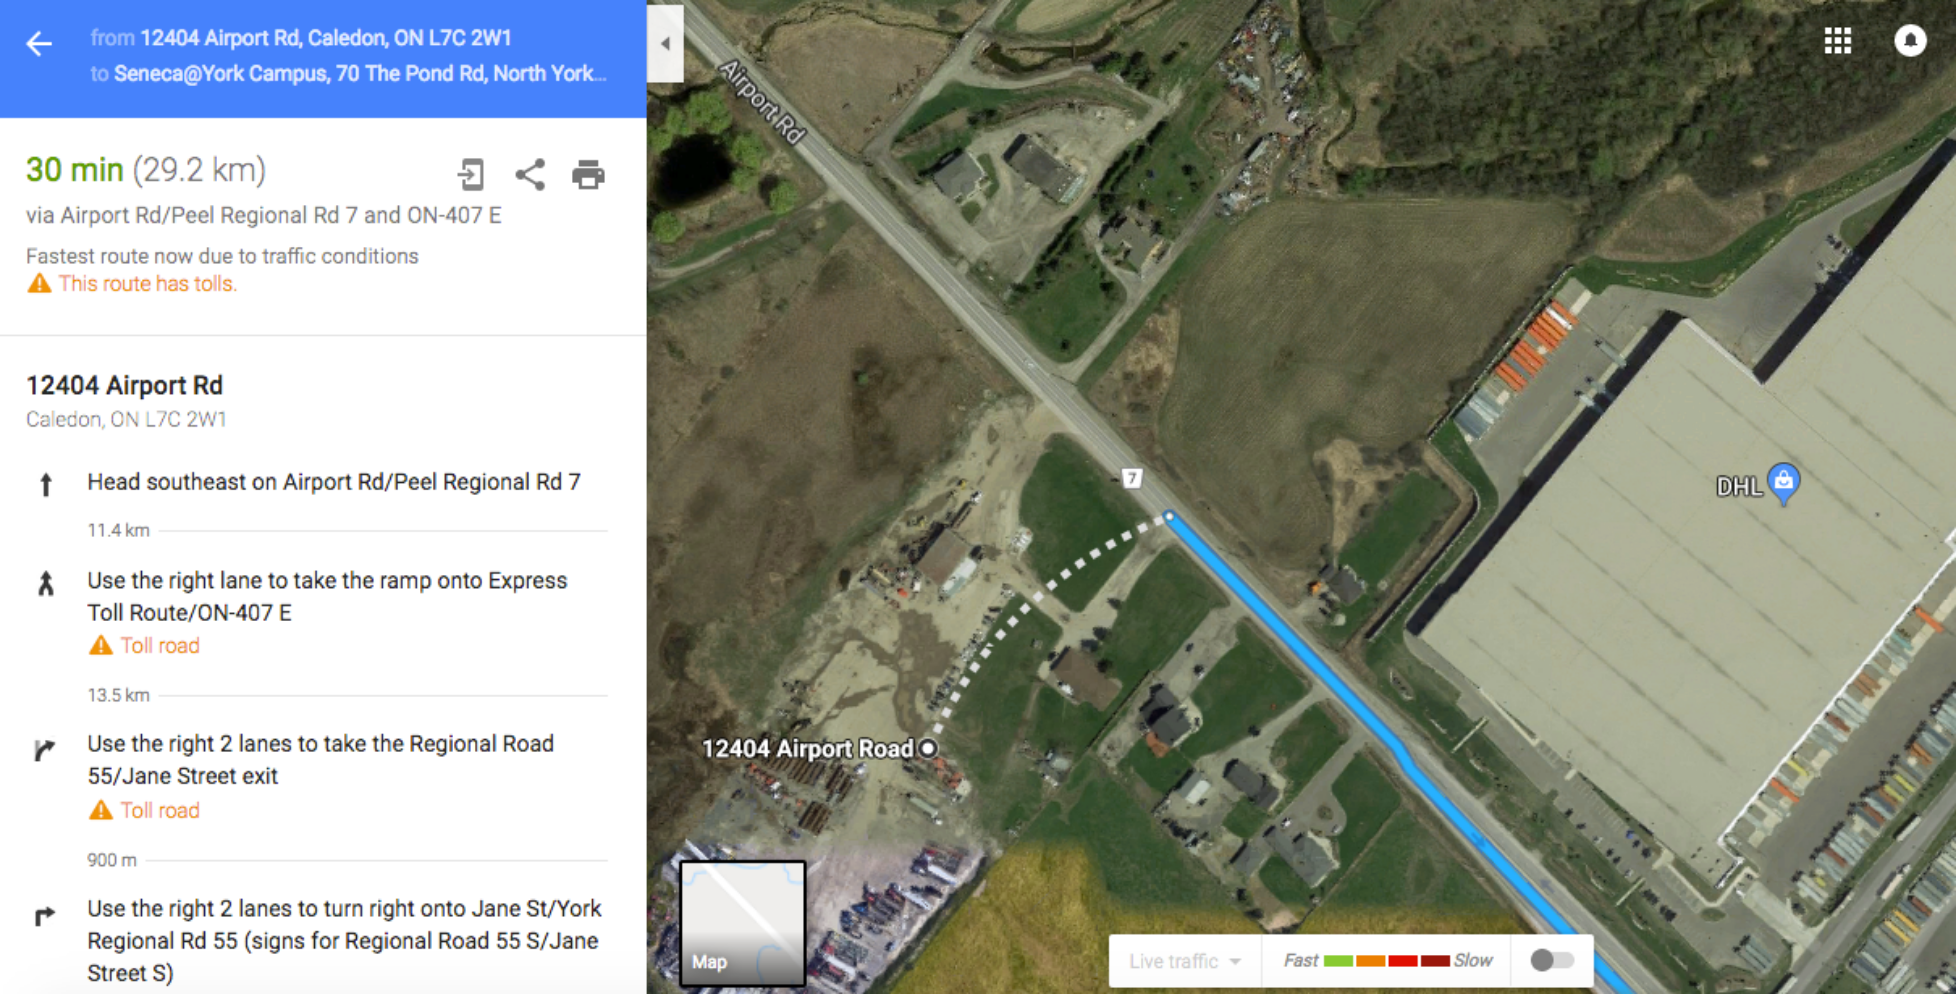 from 12404 Airport Rd, Caledon, ON L7C 2W1
to Seneca@York Campus, 70 The Pond Rd, North York...
30 min (29.2 km)
via Airport Rd/Peel Regional Rd 7 and ON-407 E
Fastest route now due to traffic conditions
This route has tolls.
12404 Airport Rd
Caledon, ON L7C 2W1
Head southeast on Airport Rd/Peel Regional Rd 7
11.4 km
Use the right lane to take the ramp onto Express
Toll Route/ON-407 E
Toll road
13.5 km
Use the right 2 lanes to take the Regional Road
55/Jane Street exit
Toll road
900 m
Use the right 2 lanes to turn right onto Jane St/York
Regional Rd 55 (signs for Regional Road 55 S/Jane
Street S)
Airport Rd
7
DHL
12404 Airport Road
Map
Live traffic
Fast
Slow